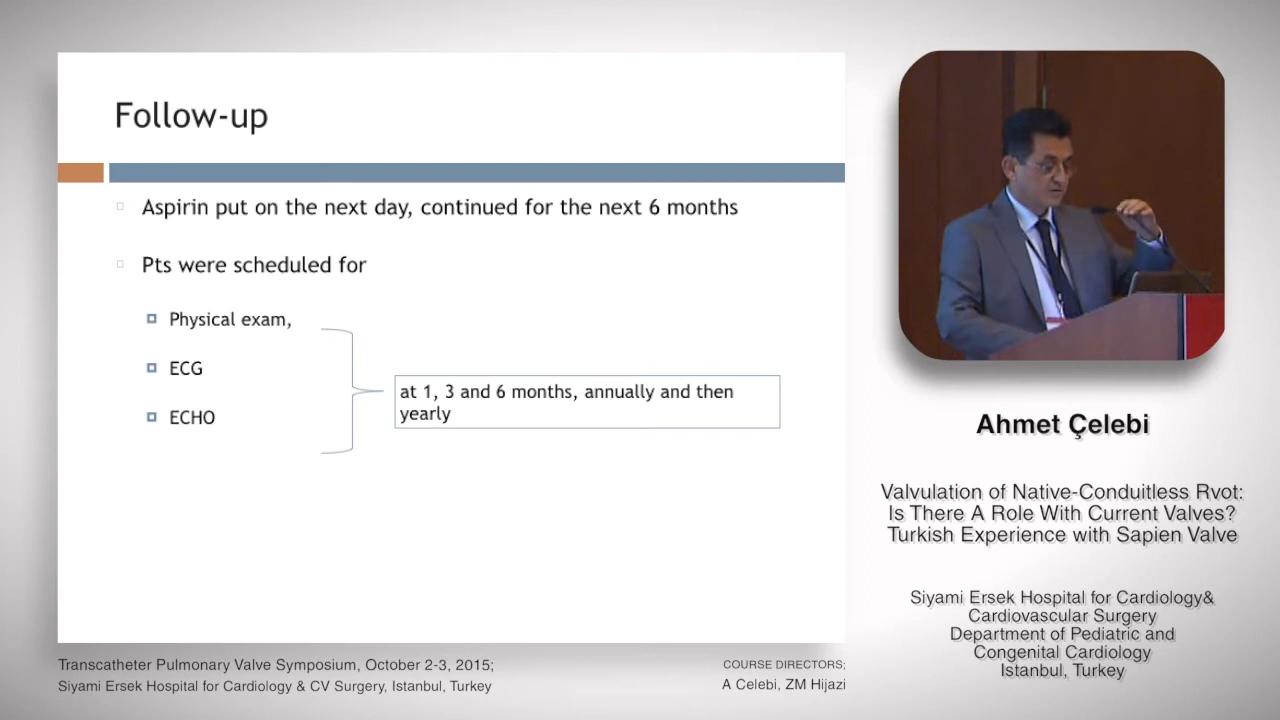 Follow-up
Aspirin put on the next day, continued for the next 6 months
Pts were scheduled for
Physical exam,
ECG
ECHO
at 1, 3 and 6 months, annually and then
yearly
Ahmet Çelebi
Valvulation of Native-Conduitless Rvot:
Is There A Role With Current Valves?
Turkish Experience with Sapien Valve
Siyami Ersek Hospital for Cardiology&
Cardiovascular Surgery
Department of Pediatric and
Congenital Cardiology
Istanbul, Turkey
Transcatheter Pulmonary Valve Symposium, October 2-3, 2015;
Siyami Ersek Hospital for Cardiology & CV Surgery, Istanbul, Turkey
COURSE DIRECTORS;
A Celebi, ZM Hijazi